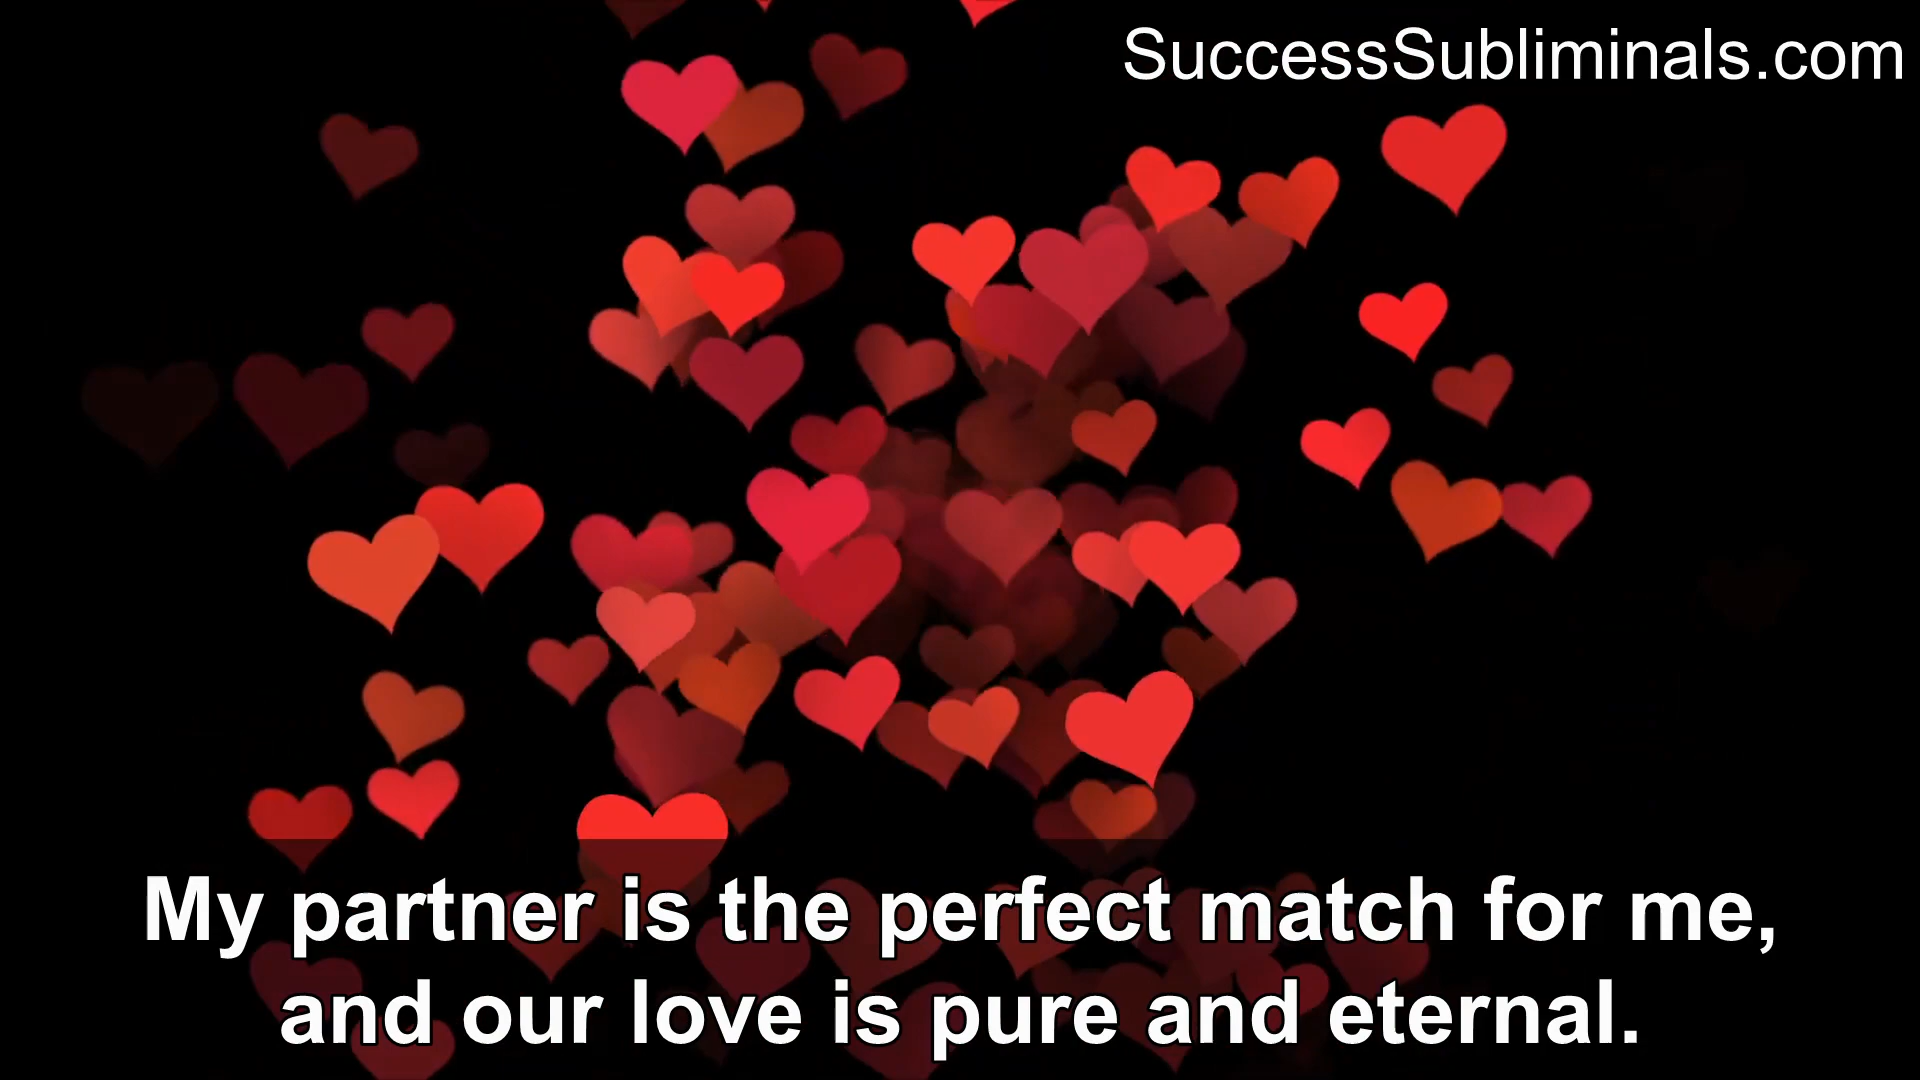 SuccessSubliminals.com
My partner is the perfect match for me,
and our love is pure and eternal.